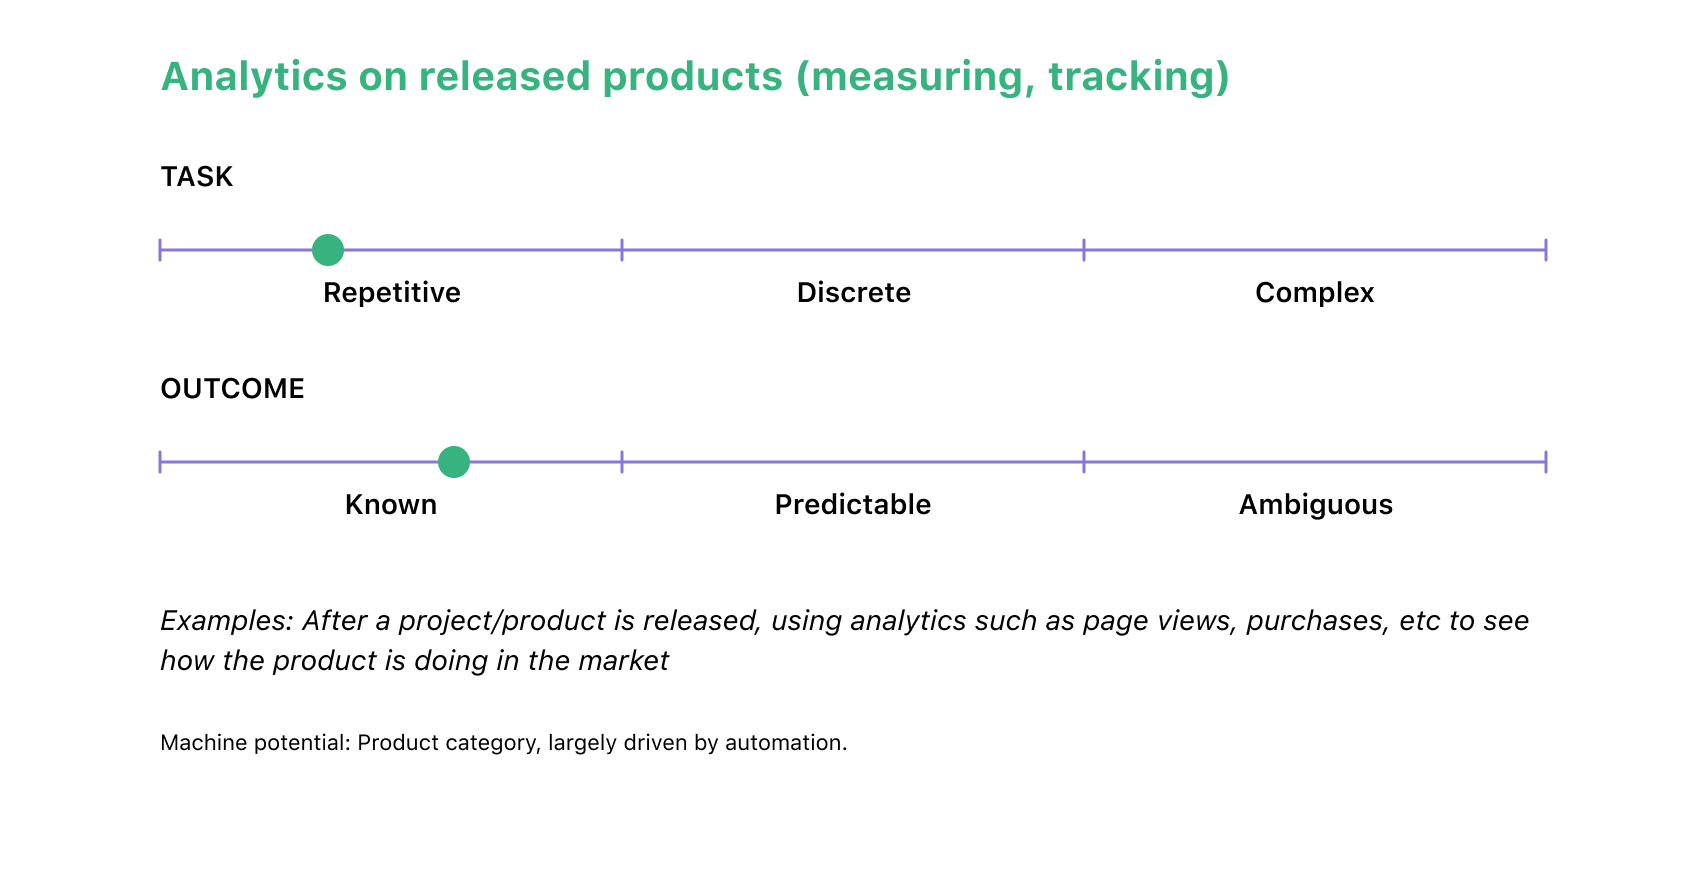 Analytics on released products (measuring, tracking)
TASK
Repetitive
Discrete
Complex
OUTCOME
Known
Predictable
Ambiguous
Examples: After a project/product is released, using analytics such as page views, purchases, etc to see
how the product is doing in the market
Machine potential: Product category, largely driven by automation.